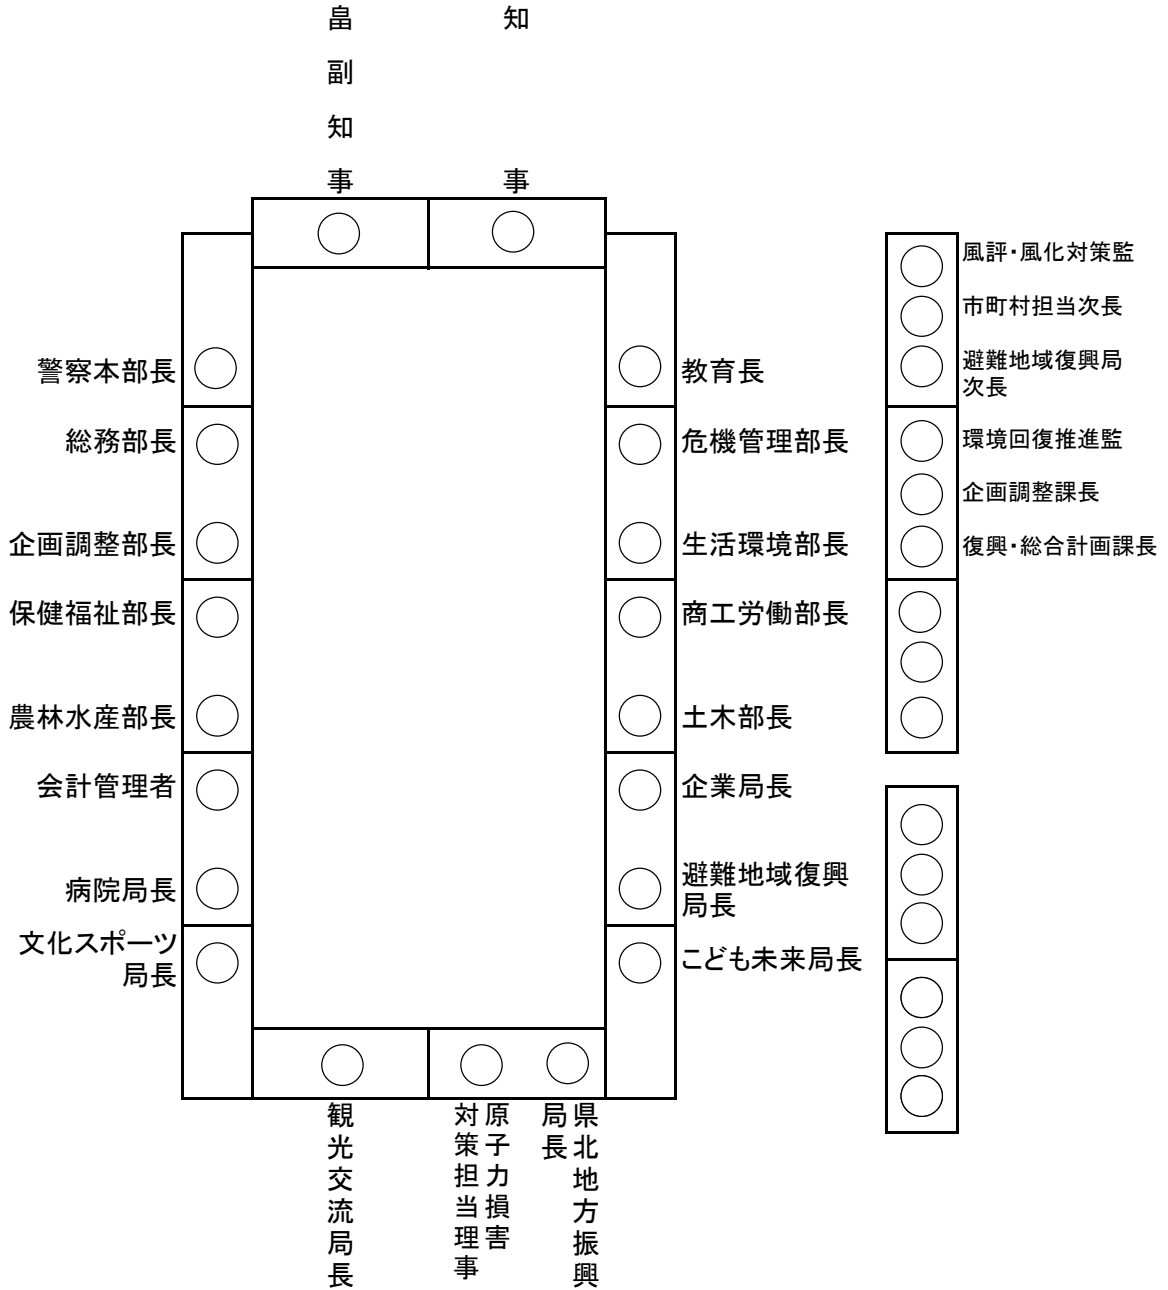 畠副知事
知事
警察本部長
総務部長
企画調整部長
保健福祉部長
農林水産部長
会計管理者
病院局長
文化スポーツ
局長
教育長
危機管理部長
生活環境部長
商工労働部長
土木部長
企業局長
避難地域復興
局長
こども未来局長
風評・風化対策監
市町村担当次長
避難地域復興局
次長
環境回復推進監
企画調整課長
復興・総合計画課長
観光交流局長
原子力損害
対策担当理事
県北地方振興
局長